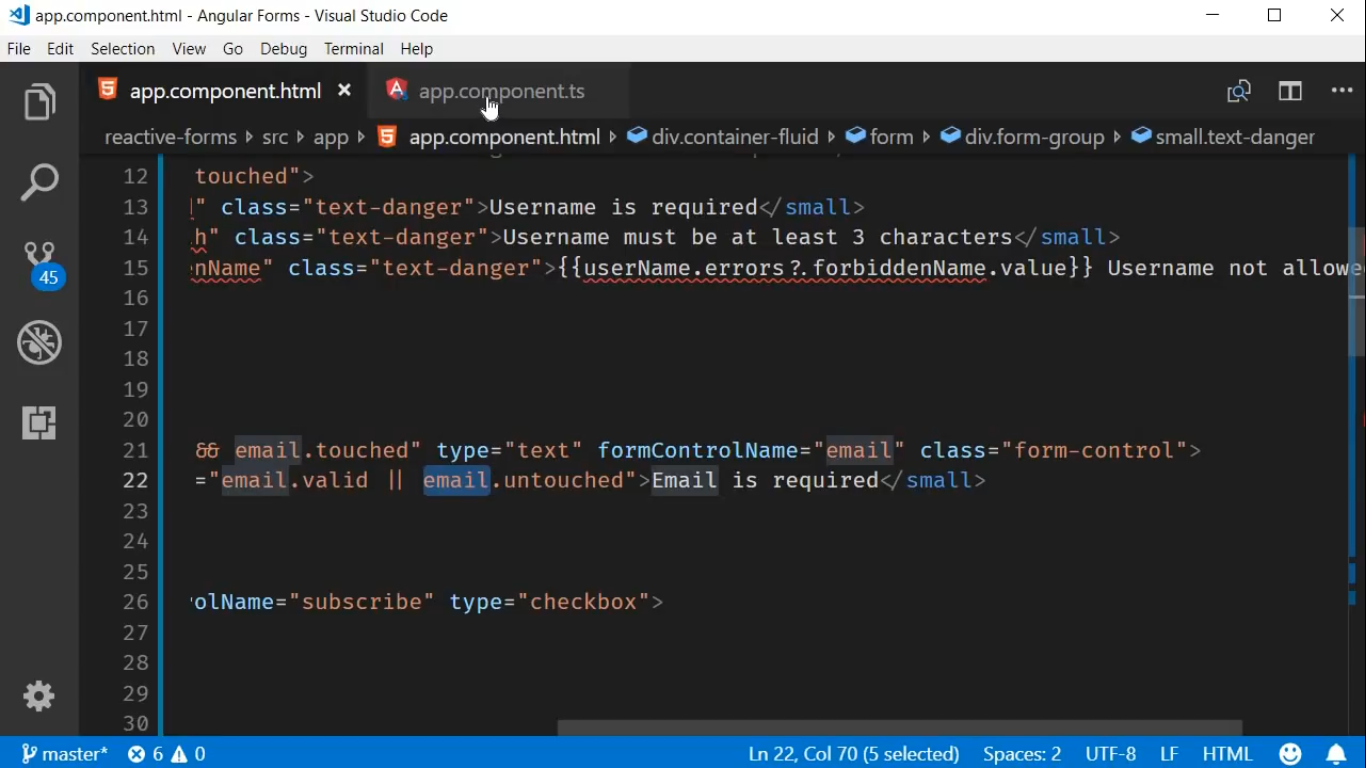 app.component.html - Angular Forms - Visual Studio Code
File Edit Selection View Go Debug Terminal Help
app.component.html app.component.ts
reactive-forms src app app.component.html div.container-fluid form div.form-group small.text-danger
12 touched">
13 " class="text-danger">Username is required</small>
14 h" class="text-danger">Username must be at least 3 characters</small>
15 enName" class="text-danger">{{userName.errors?.forbiddenName.value}} Username not allowe
16
17
18
19
20
21 && email.touched" type="text" formControlName="email" class="form-control">
22 ="email.valid || email.untouched">Email is required</small>
23
24
25
26 rolName="subscribe" type="checkbox">
27
28
29
30
45
master* 6 0 Ln 22, Col 70 (5 selected) Spaces: 2 UTF-8 LF HTML